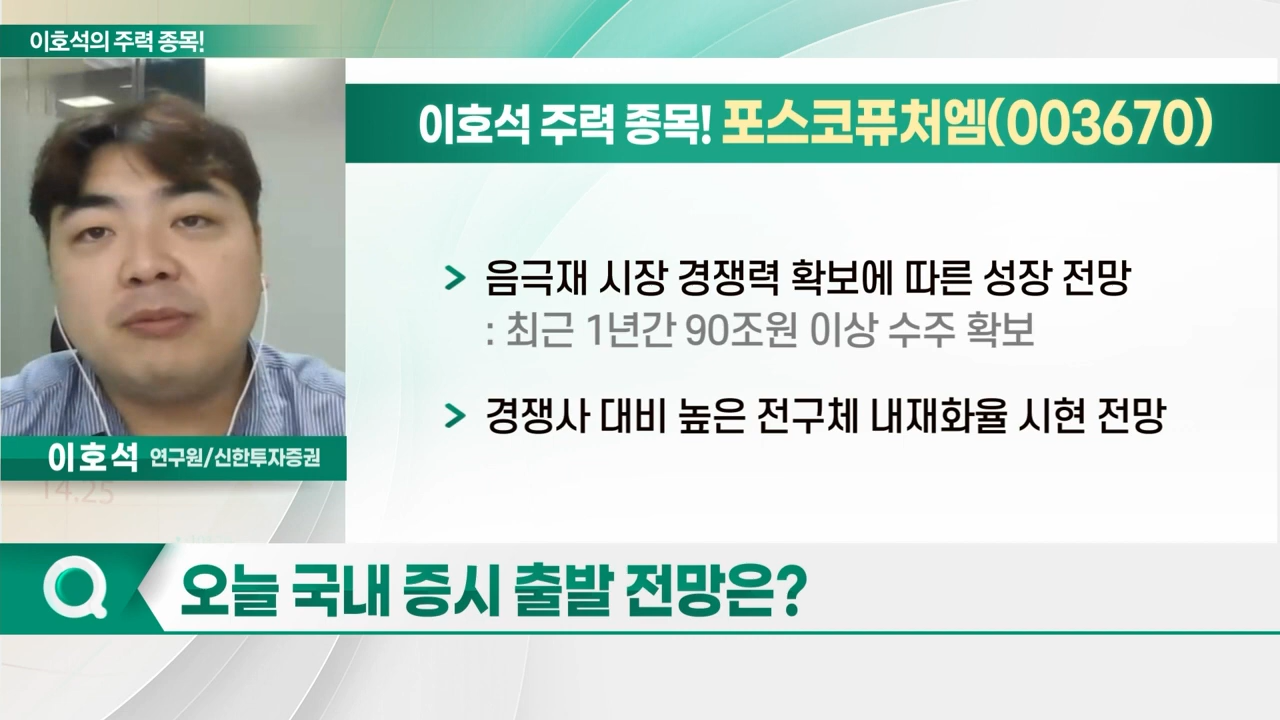 이호석의 주력 종목!
이호석 주력 종목! 포스코퓨처엠(003670)
> 음극재 시장 경쟁력 확보에 따른 성장 전망
: 최근 1년간 90조원 이상 수주 확보
> 경쟁사 대비 높은 전구체 내재화율 시현 전망
이호석 연구원/신한투자증권
14.25
Q 오늘 국내 증시 출발 전망은?